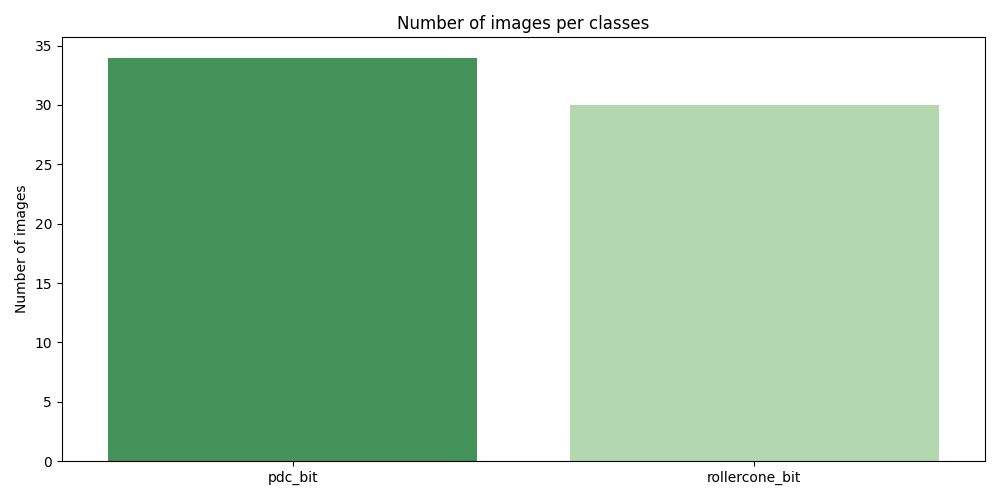 Number of images per classes
Number of images
35
30
25
20
15
10
5
0
pdc_bit
rollercone_bit